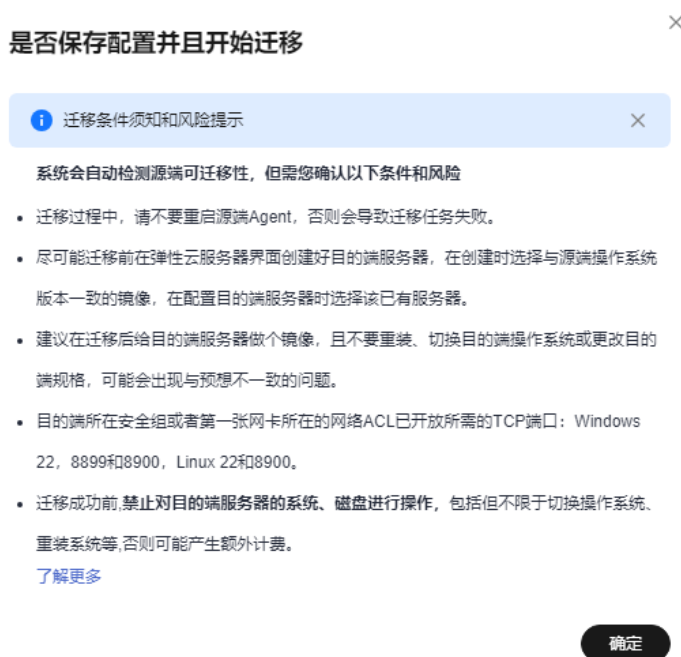 是否保存配置并且开始迁移
迁移条件须知和风险提示
系统会自动检测源端可迁移性，但需您确认以下条件和风险
迁移过程中，请不要重启源端Agent，否则会导致迁移任务失败。
尽可能迁移前在弹性云服务器界面创建好目的端服务器，在创建时选择与源端操作系统
版本一致的镜像，在配置目的端服务器时选择该已有服务器。
建议在迁移后给目的端服务器做个镜像，且不要重装、切换目的端操作系统或更改目的
端规格，可能会出现与预想不一致的问题。
目的端所在安全组或者第一张网卡所在的网络ACL已开放所需的TCP端口：Windows
22，8899和8900，Linux 22和8900。
迁移成功前,禁止对目的端服务器的系统、磁盘进行操作，包括但不限于切换操作系统、
重装系统等,否则可能产生额外计费。
了解更多
确定